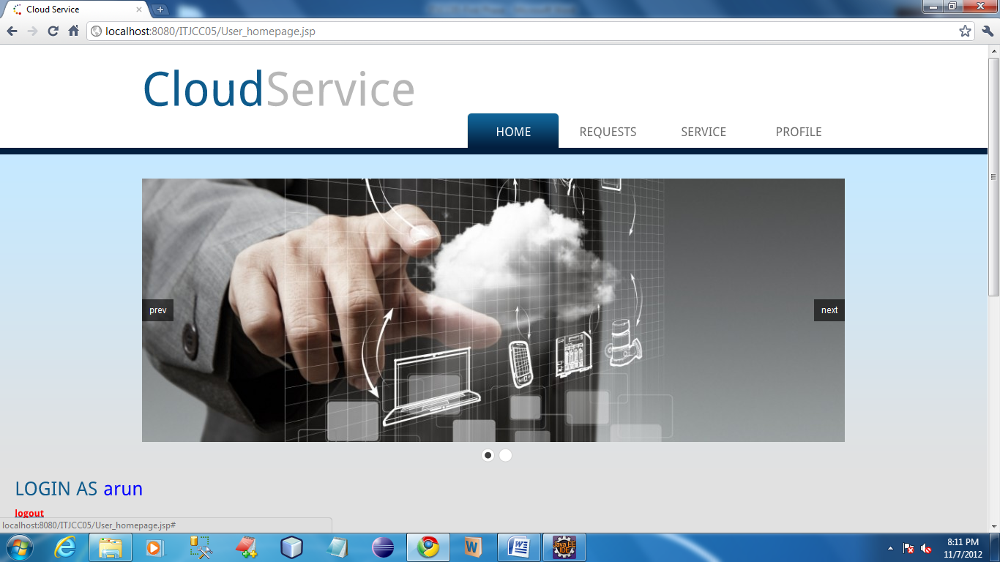 Cloud Service
localhost:8080/ITJCC05/User_homepage.jsp
CloudService
HOME REQUESTS SERVICE PROFILE
prev next
LOGIN AS arun
logout
localhost:8080/ITJCC05/User_homepage.jsp#
Java EE
IDE
8:11 PM
11/7/2012